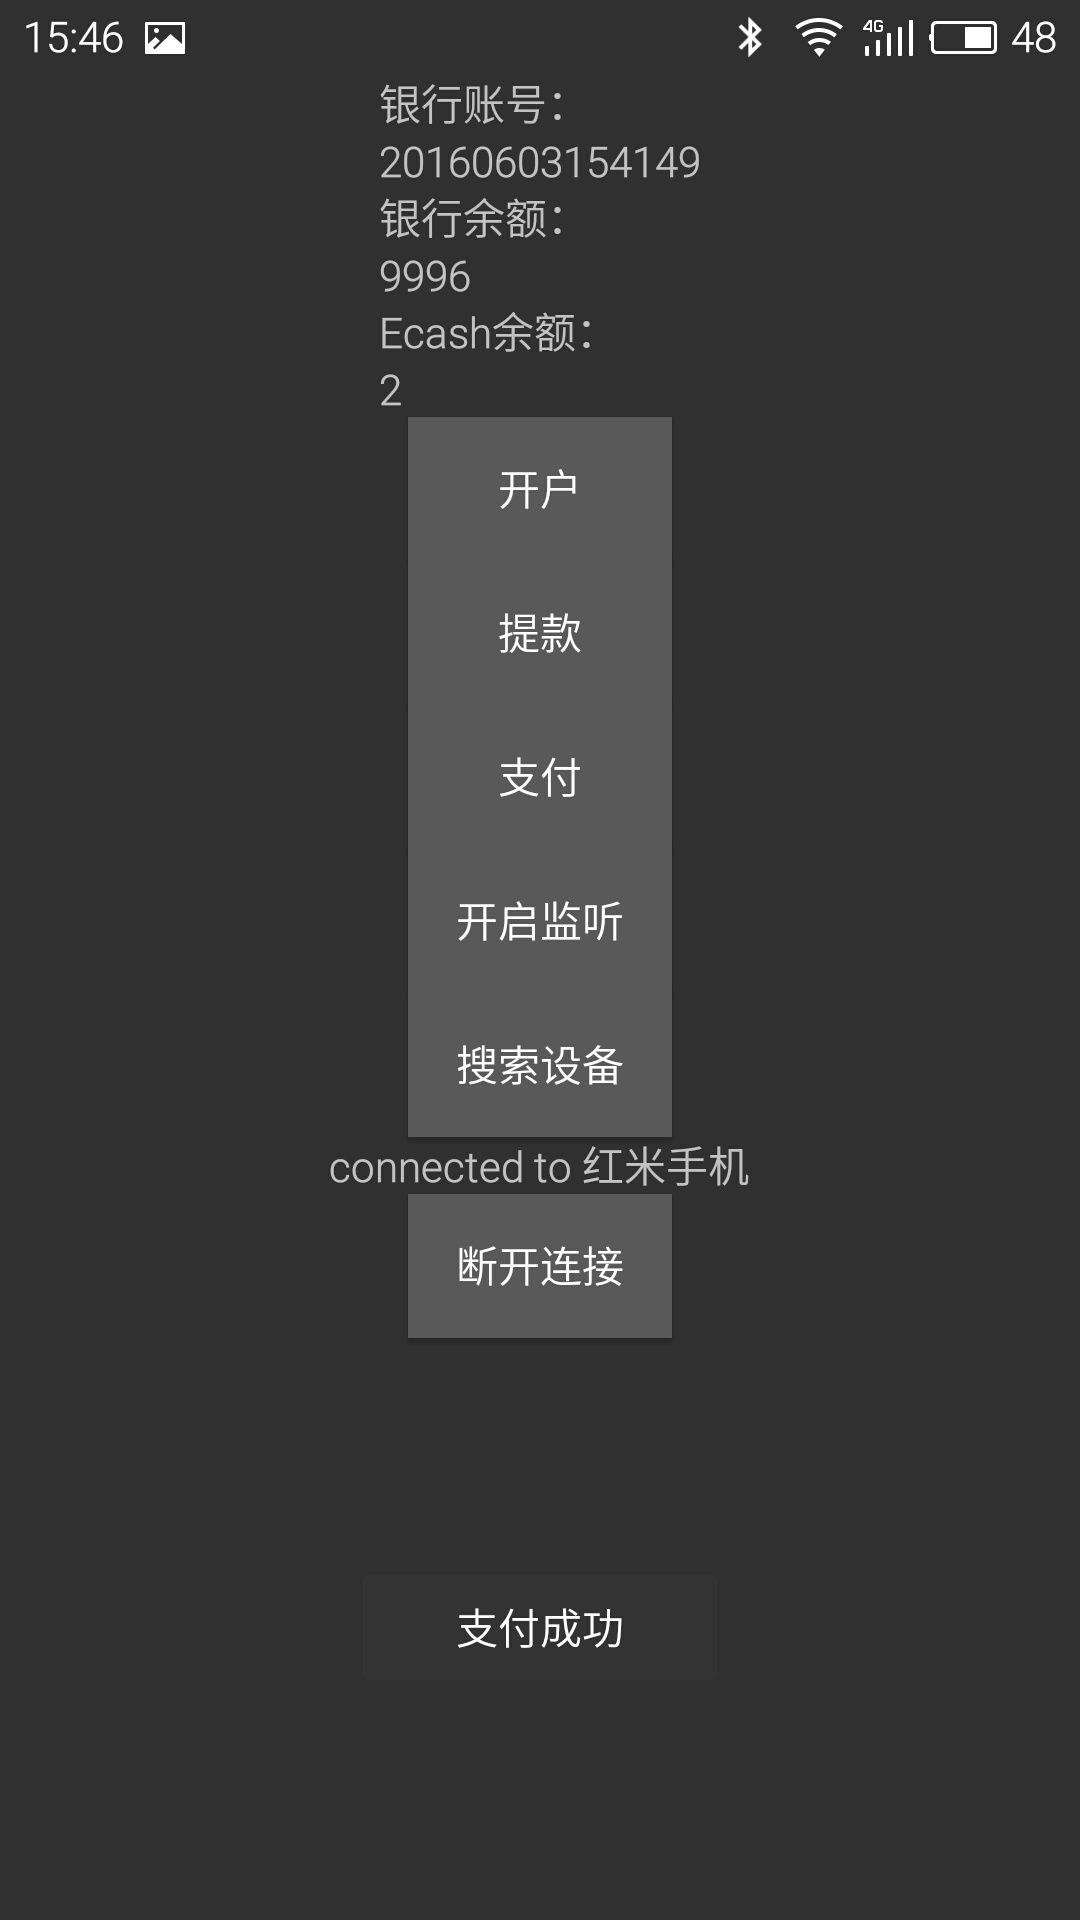 15:46 4G 48
银行账号：
20160603154149
银行余额：
9996
Ecash余额：
2
开户
提款
支付
开启监听
搜索设备
connected to 红米手机
断开连接
支付成功